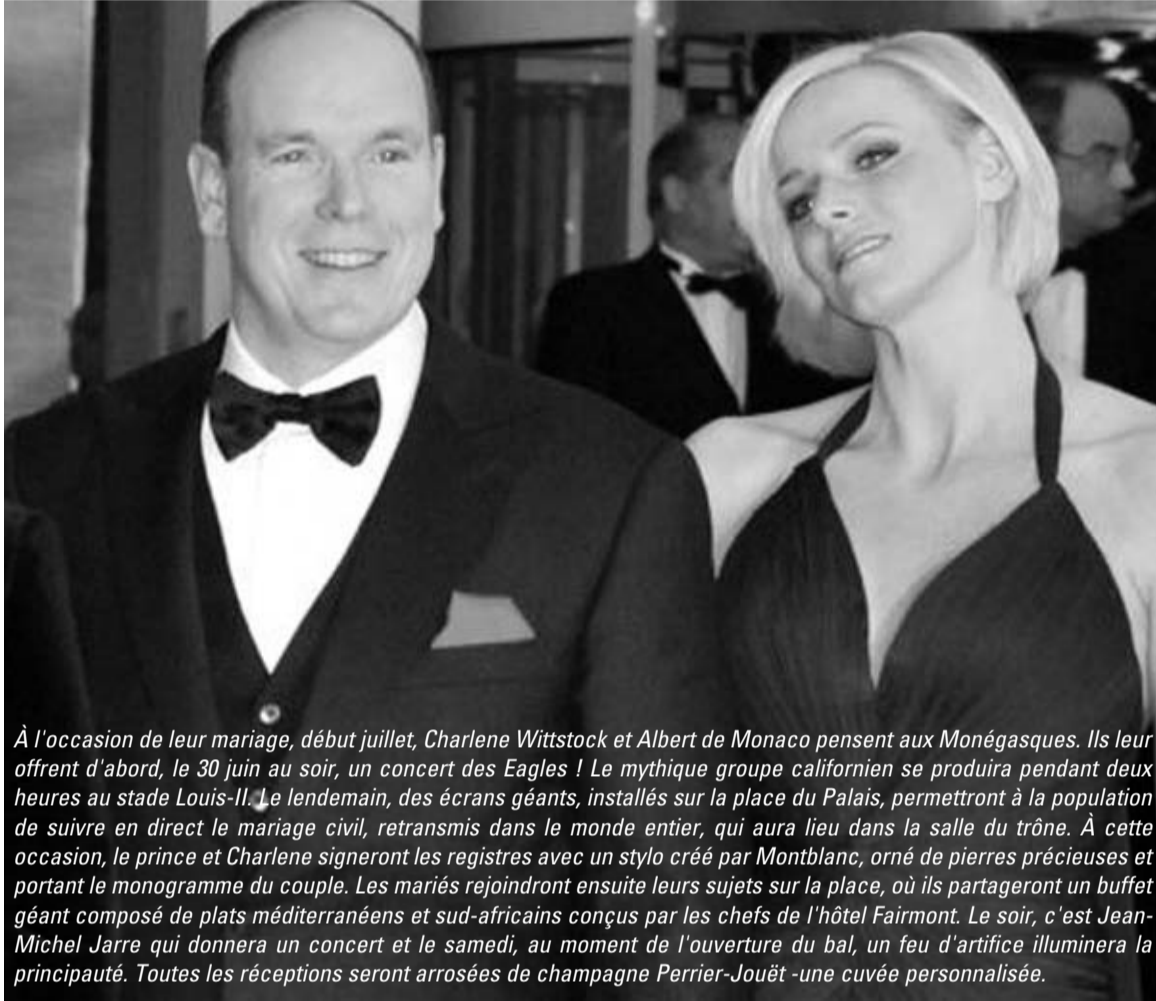 À l'occasion de leur mariage, début juillet, Charlene Wittstock et Albert de Monaco pensent aux Monégasques. Ils leur
offrent d'abord, le 30 juin au soir, un concert des Eagles ! Le mythique groupe californien se produira pendant deux
heures au stade Louis-II. Le lendemain, des écrans géants, installés sur la place du Palais, permettront à la population
de suivre en direct le mariage civil, retransmis dans le monde entier, qui aura lieu dans la salle du trône. À cette
occasion, le prince et Charlene signeront les registres avec un stylo créé par Montblanc, orné de pierres précieuses et
portant le monogramme du couple. Les mariés rejoindront ensuite leurs sujets sur la place, où ils partageront un buffet
géant composé de plats méditerranéens et sud-africains conçus par les chefs de l'hôtel Fairmont. Le soir, c'est Jean-
Michel Jarre qui donnera un concert et le samedi, au moment de l'ouverture du bal, un feu d'artifice illuminera la
principauté. Toutes les réceptions seront arrosées de champagne Perrier-Jouët -une cuvée personnalisée.